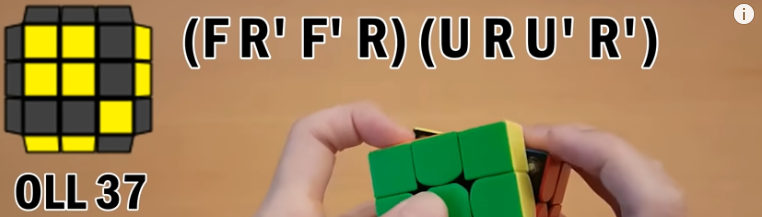 (F R' F' R) (U R U' R')
OLL 37